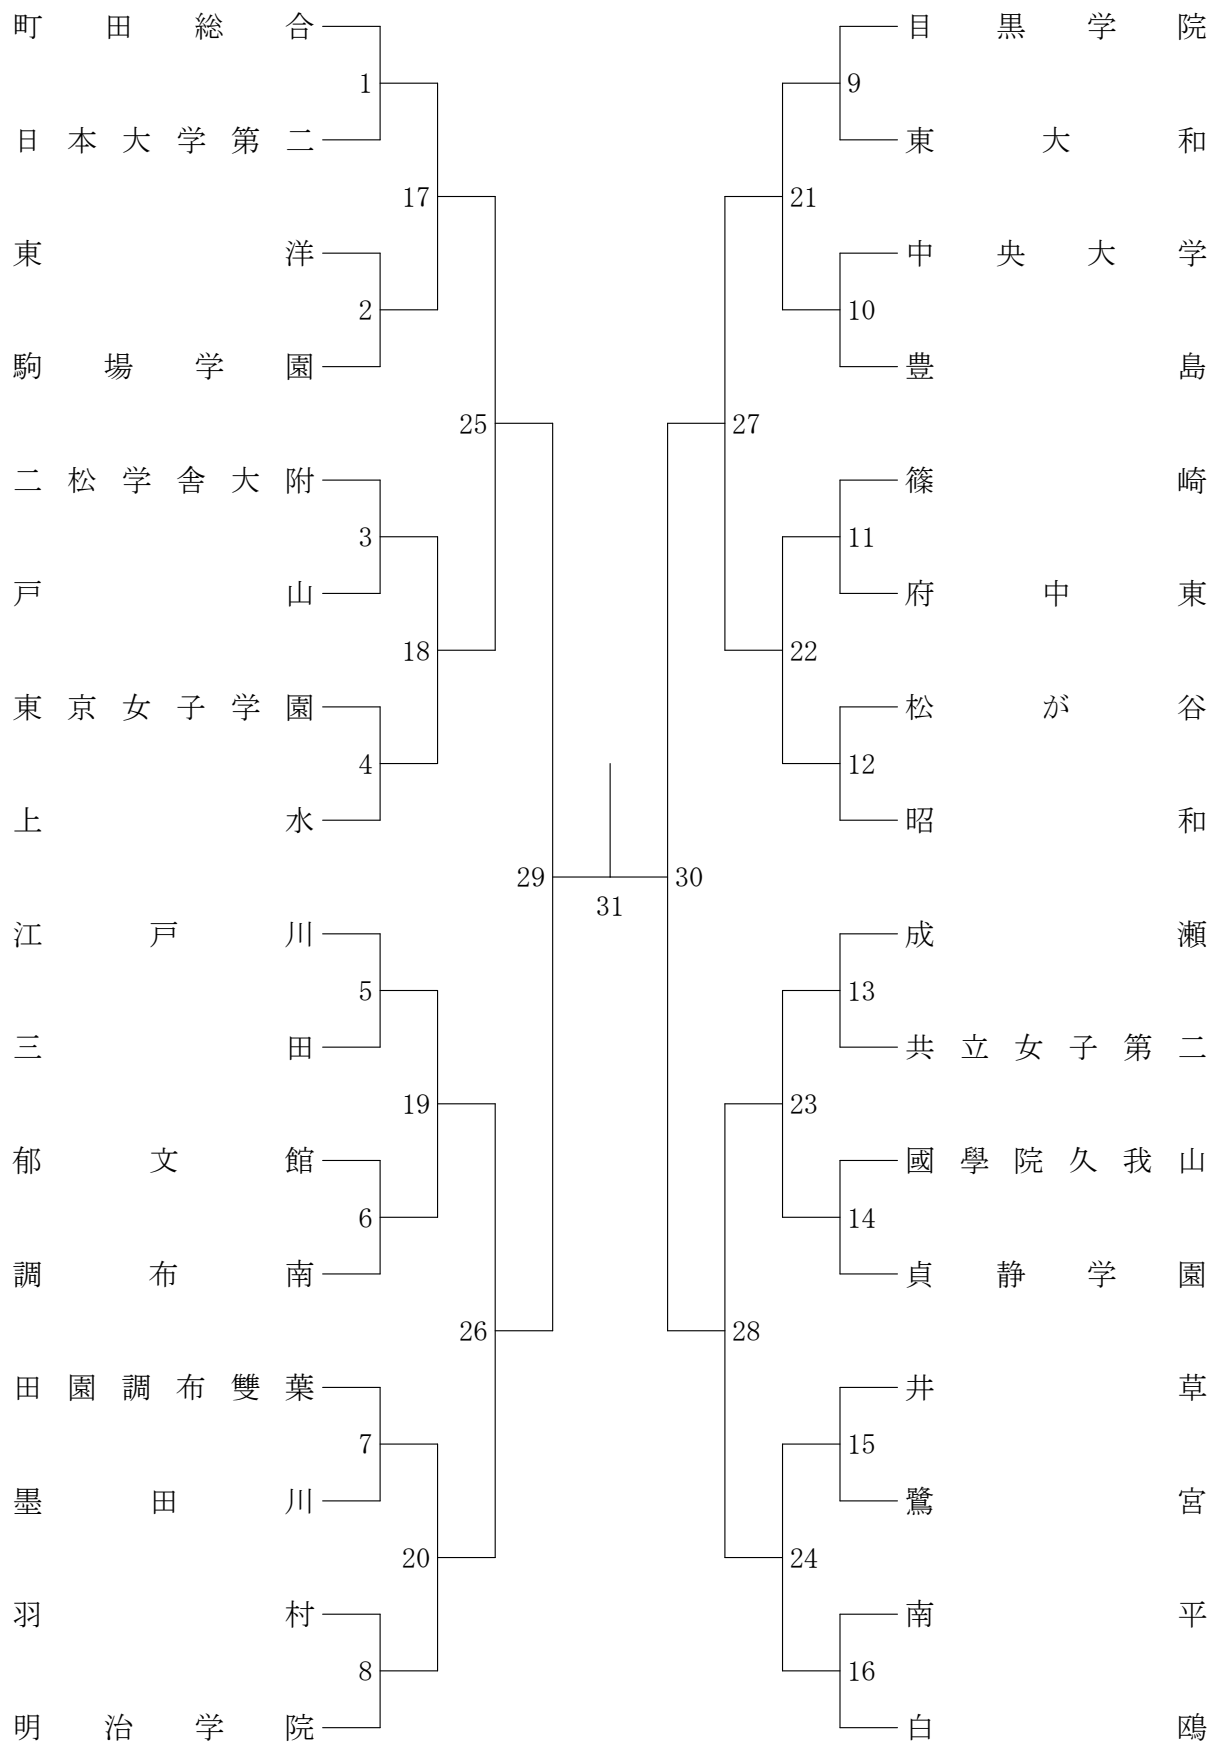 町田総合
1
日本大学第二
17
東洋
2
駒場学園
25
二松学舎大附
3
戸山
18
東京女子学園
4
上水
29
江戸川
5
三田
19
郁文館
6
調布南
26
田園調布雙葉
7
墨田川
20
羽村
8
明治学院
31
目黒学院
9
東大和
21
中央大学
10
豊島
27
篠崎
11
府中東
22
松が谷
12
昭和
30
成瀬
13
共立女子第二
23
國學院久我山
14
貞静学園
28
井草
15
鷺宮
24
南平
16
白鴎